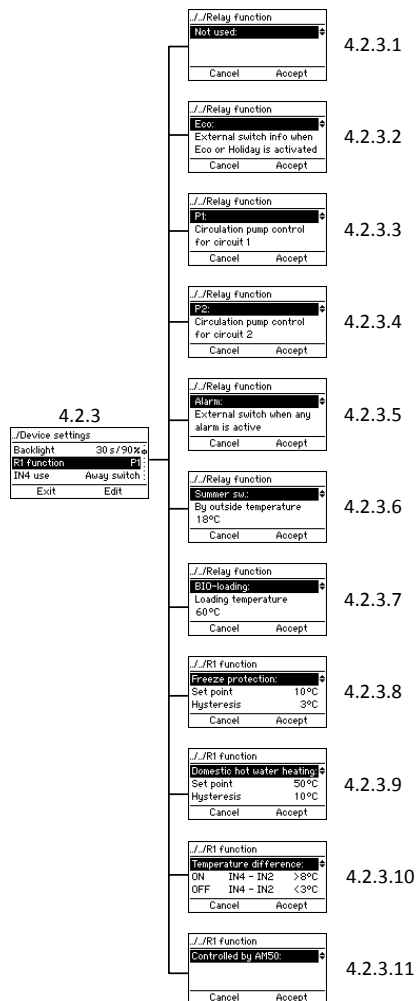 ../../Relay function
Not used:
Cancel Accept
4.2.3.1
../../Relay function
Eco:
External switch info when
Eco or Holiday is activated
Cancel Accept
4.2.3.2
../../Relay function
P1:
Circulation pump control
for circuit 1
Cancel Accept
4.2.3.3
../../Relay function
P2:
Circulation pump control
for circuit 2
Cancel Accept
4.2.3.4
../../Relay function
Alarm:
External switch when any
alarm is active
Cancel Accept
4.2.3.5
4.2.3
../Device settings
Backlight 30 s/90%
R1 function P1
IN4 use Away switch
Exit Edit
../../Relay function
Summer sw.:
By outside temperature
18°C
Cancel Accept
4.2.3.6
../../Relay function
BIO-loading:
Loading temperature
60°C
Cancel Accept
4.2.3.7
../../R1 function
Freeze protection:
Set point 10°C
Hysteresis 3°C
Cancel Accept
4.2.3.8
../../R1 function
Domestic hot water heating:
Set point 50°C
Hysteresis 10°C
Cancel Accept
4.2.3.9
../../R1 function
Temperature difference:
ON IN4 - IN2 >8°C
OFF IN4 - IN2 <3°C
Cancel Accept
4.2.3.10
../../R1 function
Controlled by AM50:
Cancel Accept
4.2.3.11